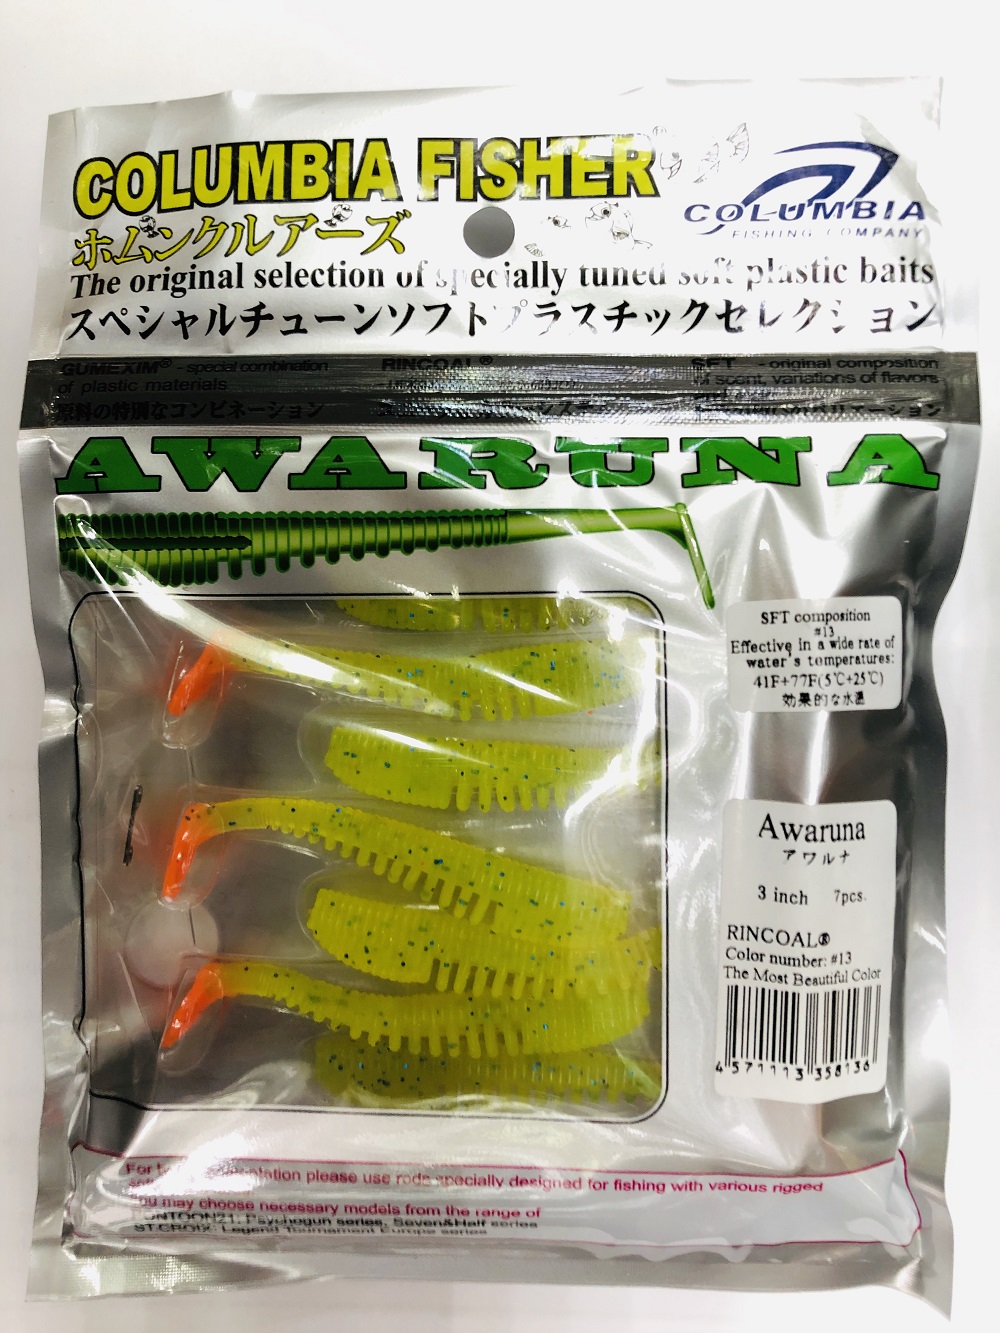 COLUMBIA FISHER
ホムンクルアーズ
COLUMBIA
FISHING COMPANY
The original selection of specially tuned soft plastic baits
スペシャルチューンソフトプラスチックセレクション
GUMEXIM® - special combination
of plastic materials
原料の特別なコンビネーション
RINCOAL®
SFT - original composition
of scent, variations of flavors
AWARUNA
SFT composition
#13
Effective in a wide rate of
water's temperatures:
41F+77F(5℃+25℃)
効果的な水温
Awaruna
アワルナ
3 inch 7pcs.
RINCOAL®
Color number: #13
The Most Beautiful Color
4571113358136
For please use rods specially designed for fishing with various rigged
you may choose necessary models from the range of
PONTOON21: Psychogun series, Seven&Half series
ST.CROIX: Legend Tournament Europe series